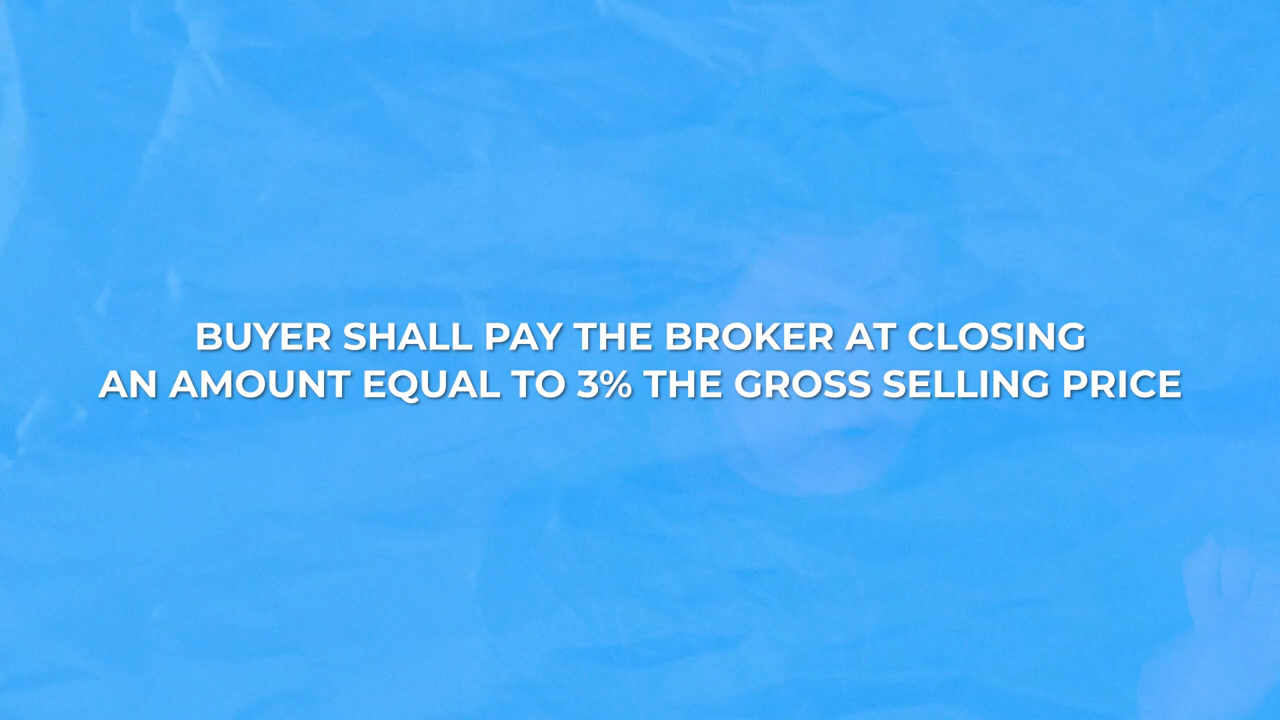 BUYER SHALL PAY THE BROKER AT CLOSING
AN AMOUNT EQUAL TO 3% THE GROSS SELLING PRICE